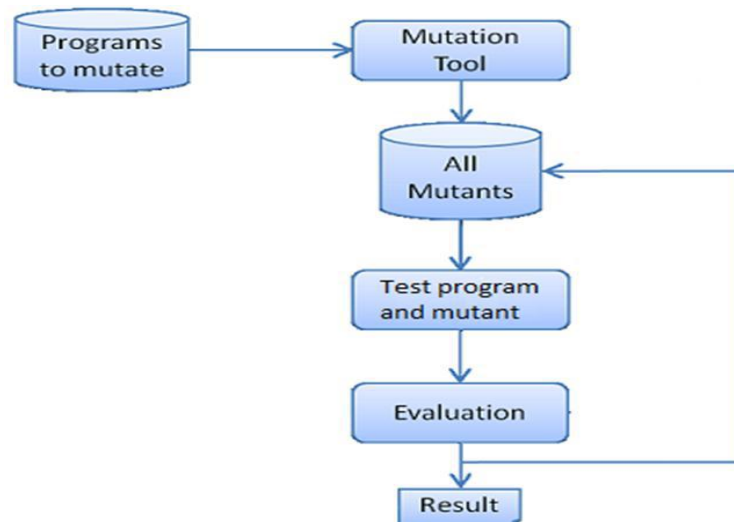 Programs
to mutate
Mutation
Tool
All
Mutants
Test program
and mutant
Evaluation
Result